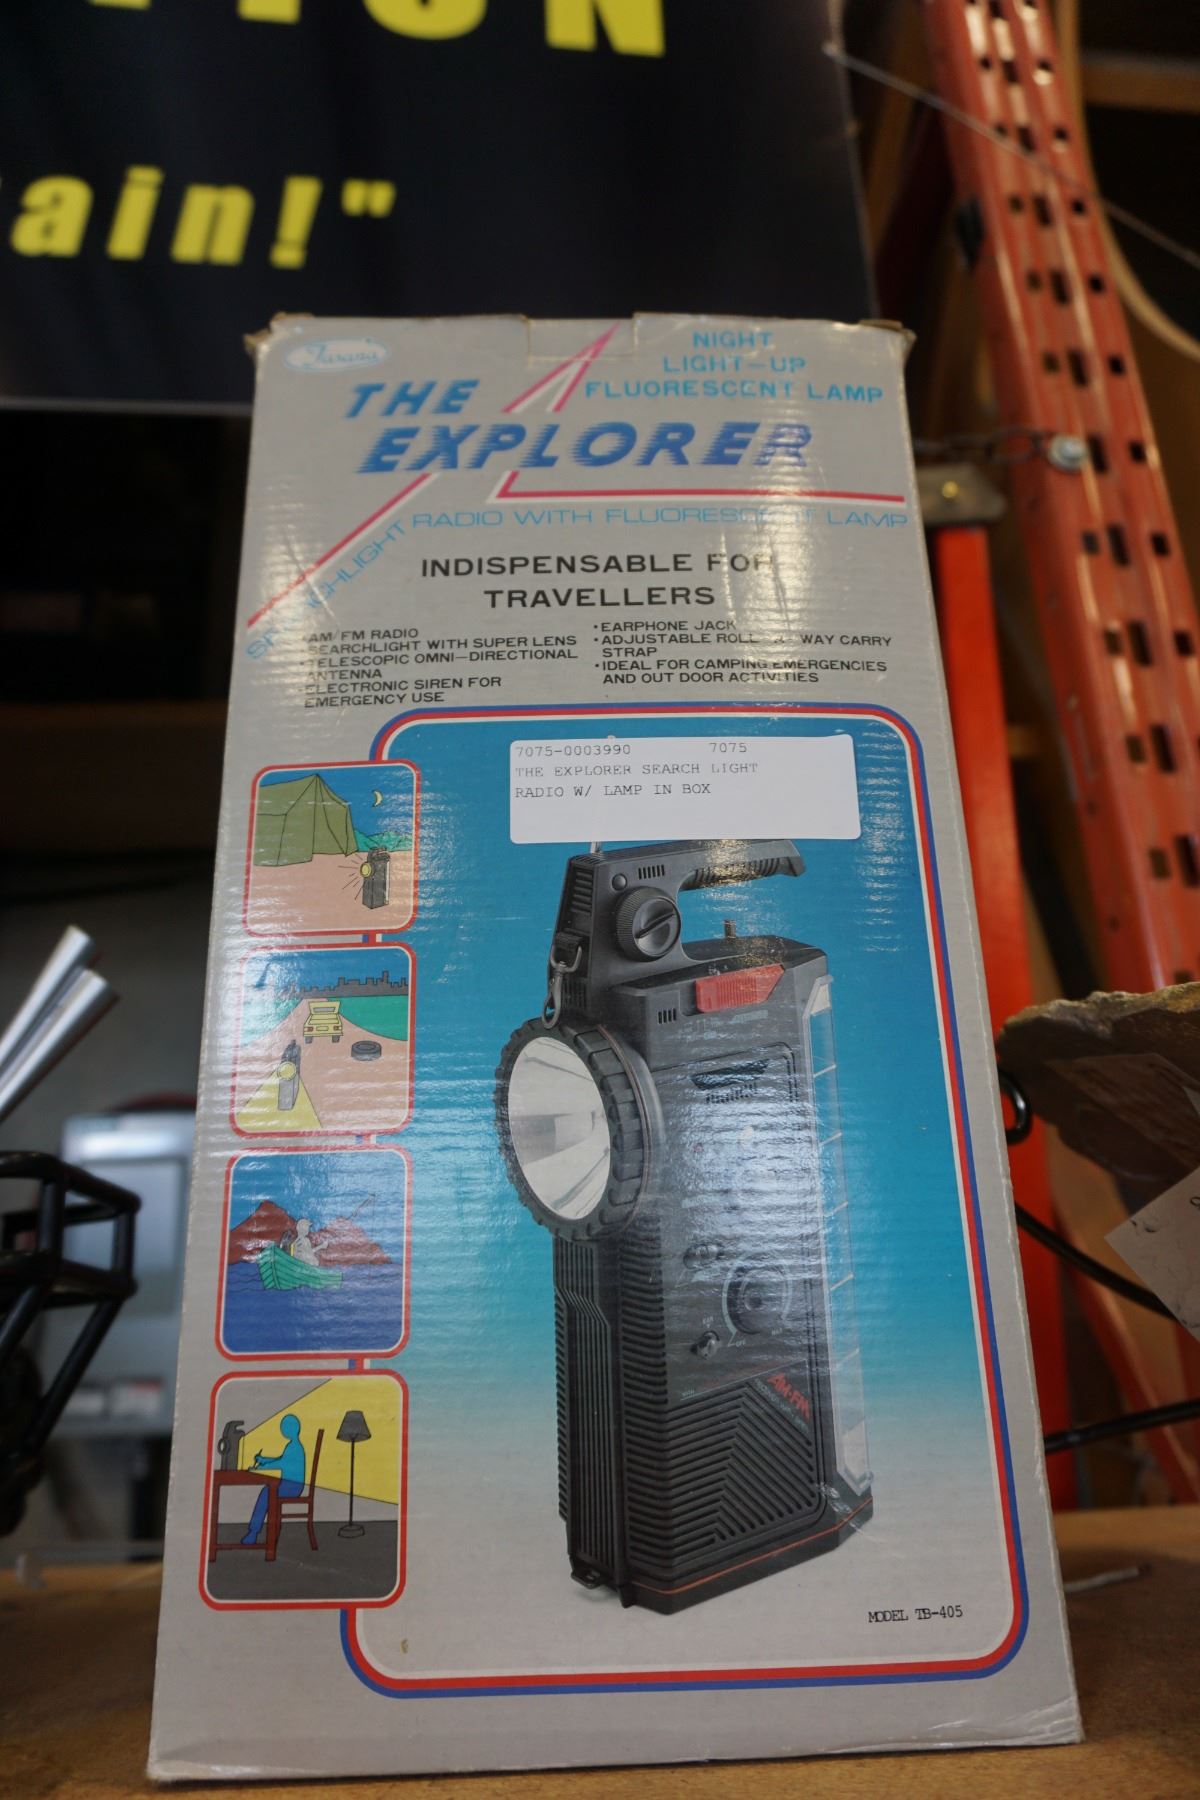 ain!"
NIGHT
LIGHT-UP
FLUORESCENT LAMP
THE
EXPLORER
SEARCHLIGHT RADIO WITH FLUORESCENT LAMP
INDISPENSABLE FOR
TRAVELLERS
•AM/FM RADIO
•SEARCHLIGHT WITH SUPER LENS
•TELESCOPIC OMNI-DIRECTIONAL
ANTENNA
•ELECTRONIC SIREN FOR
EMERGENCY USE
•EARPHONE JACK
•ADJUSTABLE ROLL-A-WAY CARRY
STRAP
•IDEAL FOR CAMPING EMERGENCIES
AND OUT DOOR ACTIVITIES
7075-0003990 7075
THE EXPLORER SEARCH LIGHT
RADIO W/ LAMP IN BOX
AM-FM
MODEL TB-405